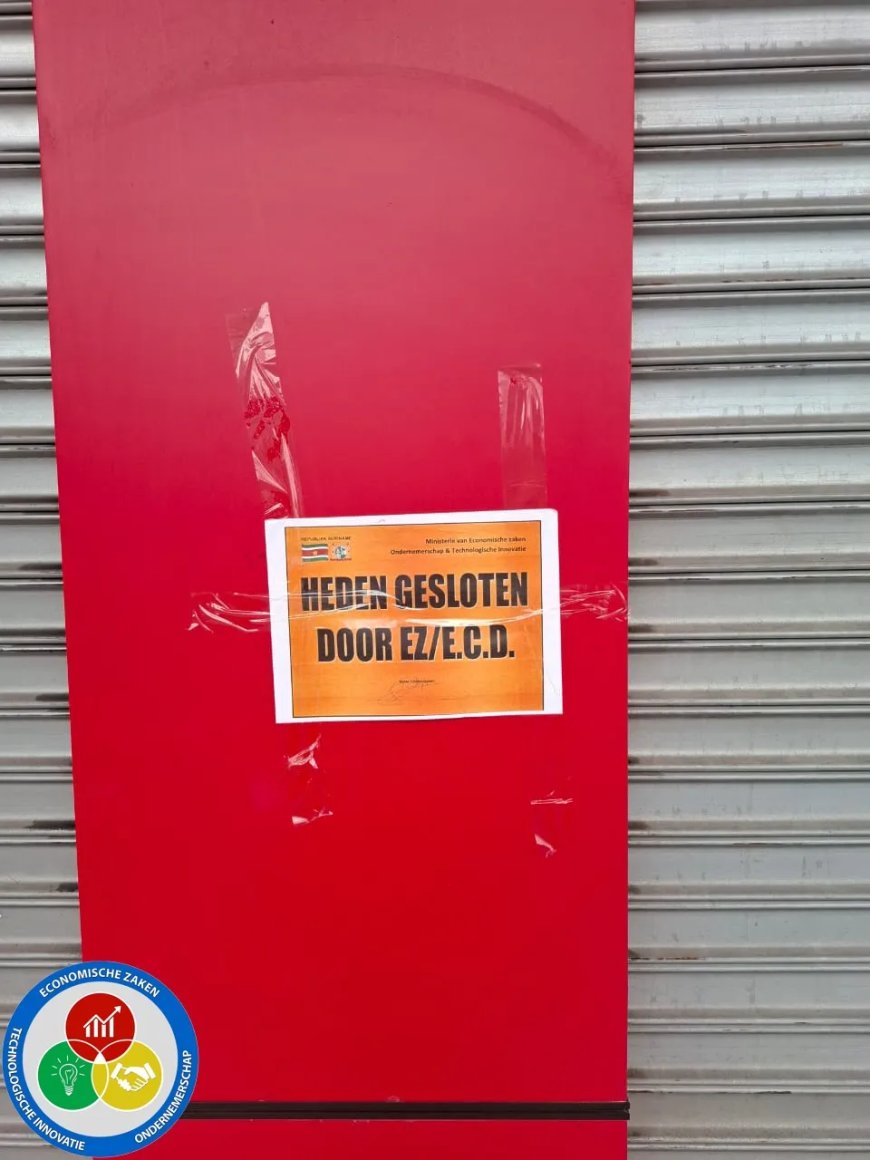 REPUBLIEK SURINAME
Ministerie van Economische zaken
Ondernemerschap & Technologische Innovatie
HEDEN GESLOTEN
DOOR EZ/E.C.D.
ECONOMISCHE ZAKEN
TECHNOLOGISCHE INNOVATIE
ONDERNEMERSCHAP